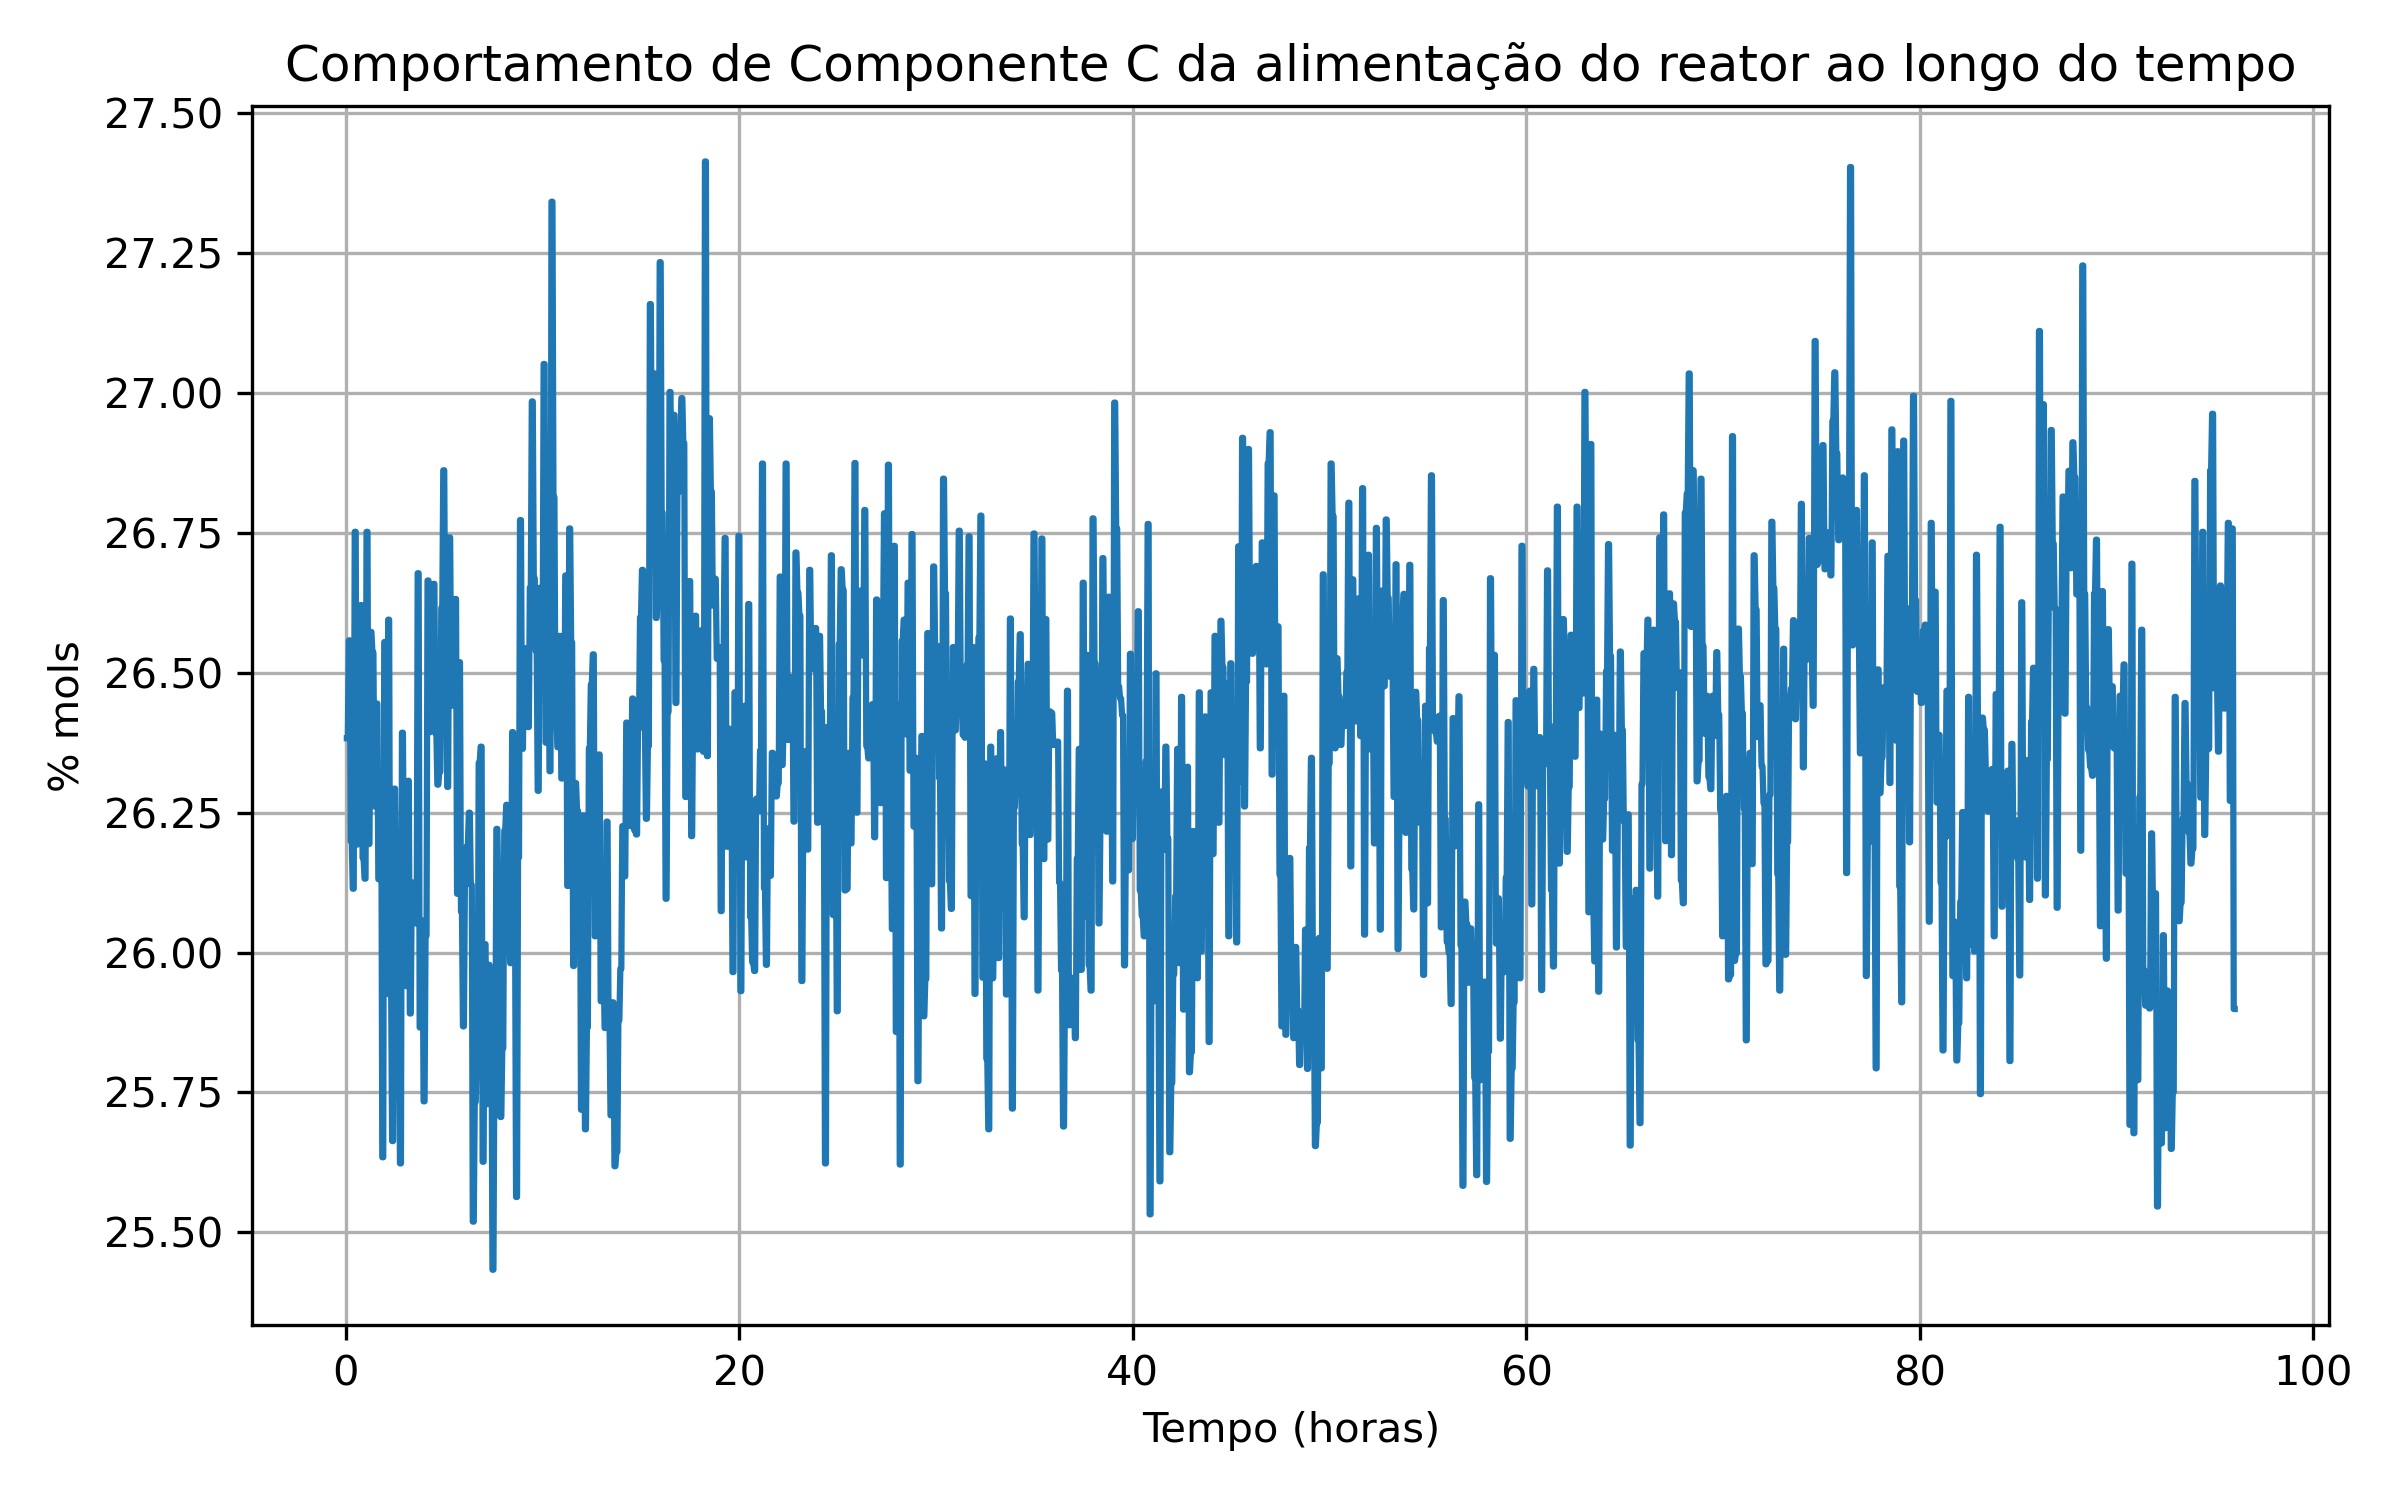 Comportamento de Componente C da alimentação do reator ao longo do tempo
27.50
27.25
27.00
26.75
26.50
26.25
26.00
25.75
25.50
% mols
0 20 40 60 80 100
Tempo (horas)